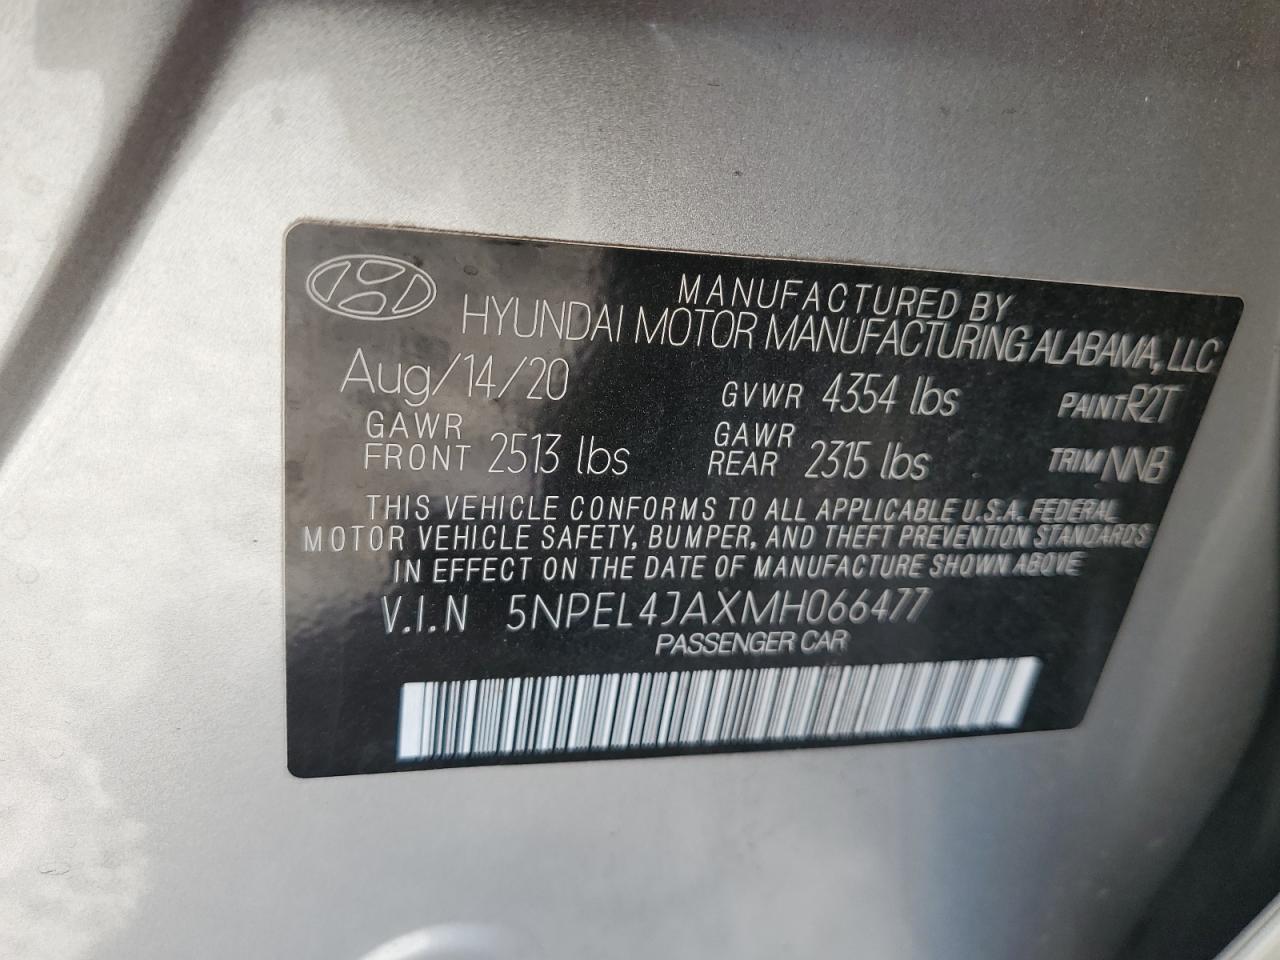 MANUFACTURED BY
HYUNDAI MOTOR MANUFACTURING ALABAMA, LLC
Aug/14/20 GVWR 4354 lbs PAINT R2T
GAWR FRONT 2513 lbs GAWR REAR 2315 lbs TRIM NNB
THIS VEHICLE CONFORMS TO ALL APPLICABLE U.S.A. FEDERAL
MOTOR VEHICLE SAFETY, BUMPER, AND THEFT PREVENTION STANDARDS
IN EFFECT ON THE DATE OF MANUFACTURE SHOWN ABOVE
V.I.N 5NPEL4JAXMH066477
PASSENGER CAR